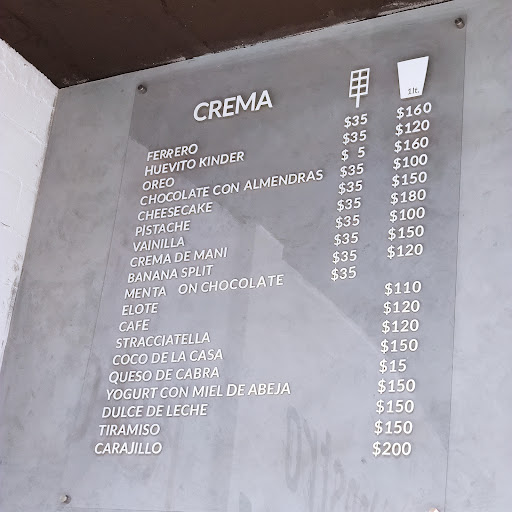 CREMA 1 lt.
FERRERO $35 $160
HUEVITO KINDER $35 $120
OREO $ 5 $160
CHOCOLATE CON ALMENDRAS $35 $100
CHEESECAKE $35 $150
PISTACHE $35 $180
VAINILLA $35 $100
CREMA DE MANI $35 $150
BANANA SPLIT $35 $120
MENTA ON CHOCOLATE $35
ELOTE $110
CAFE $120
STRACCIATELLA $120
COCO DE LA CASA $150
QUESO DE CABRA $15
YOGURT CON MIEL DE ABEJA $150
DULCE DE LECHE $150
TIRAMISO $150
CARAJILLO $200